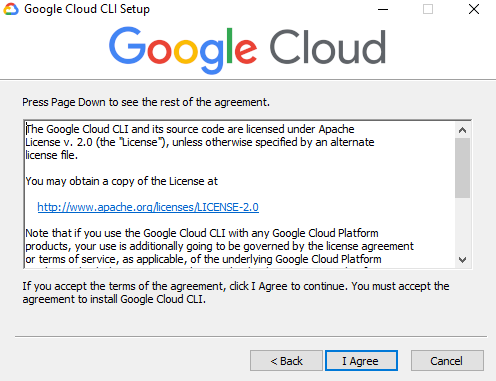 Google Cloud CLI Setup
Google Cloud
Press Page Down to see the rest of the agreement.
The Google Cloud CLI and its source code are licensed under Apache
License v. 2.0 (the "License"), unless otherwise specified by an alternate
license file.
You may obtain a copy of the License at
http://www.apache.org/licenses/LICENSE-2.0
Note that if you use the Google Cloud CLI with any Google Cloud Platform
products, your use is additionally going to be governed by the license agreement
or terms of service, as applicable, of the underlying Google Cloud Platform
If you accept the terms of the agreement, click I Agree to continue. You must accept the
agreement to install Google Cloud CLI.
< Back
I Agree
Cancel